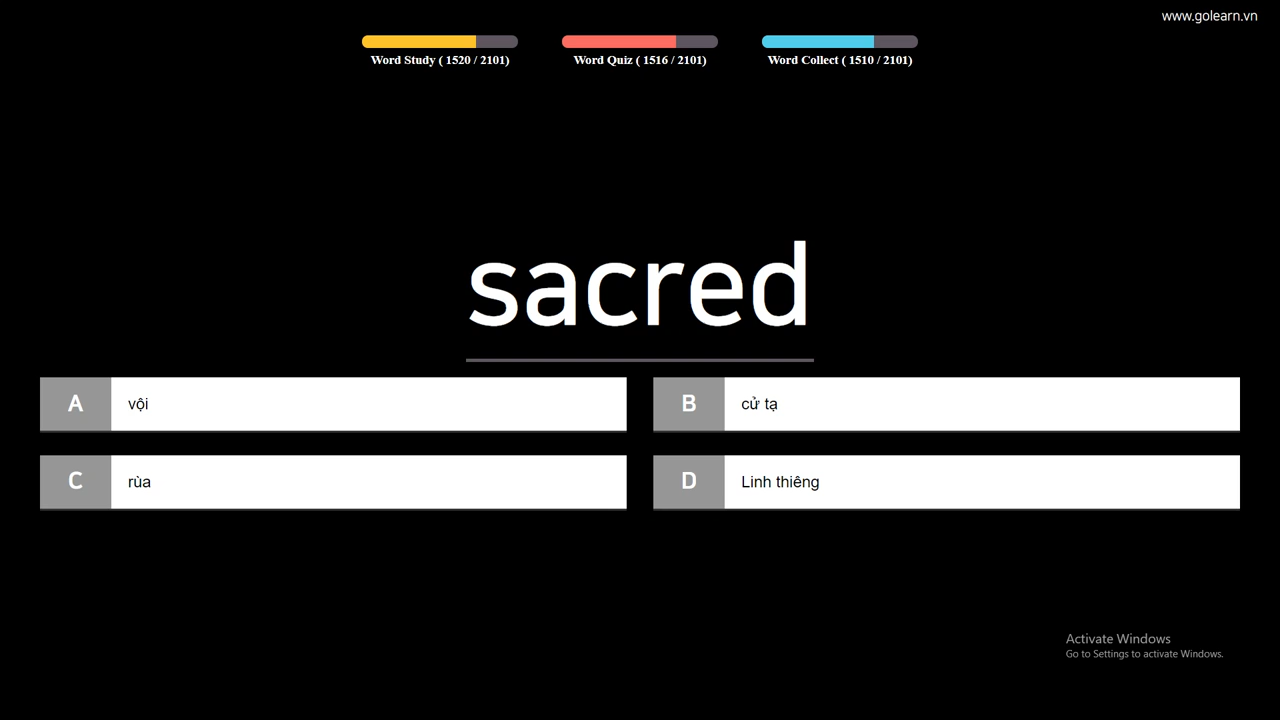 www.golearn.vn
Word Study ( 1520 / 2101)
Word Quiz ( 1516 / 2101)
Word Collect ( 1510 / 2101)
sacred
A vội
B cử tạ
C rùa
D Linh thiêng
Activate Windows
Go to Settings to activate Windows.